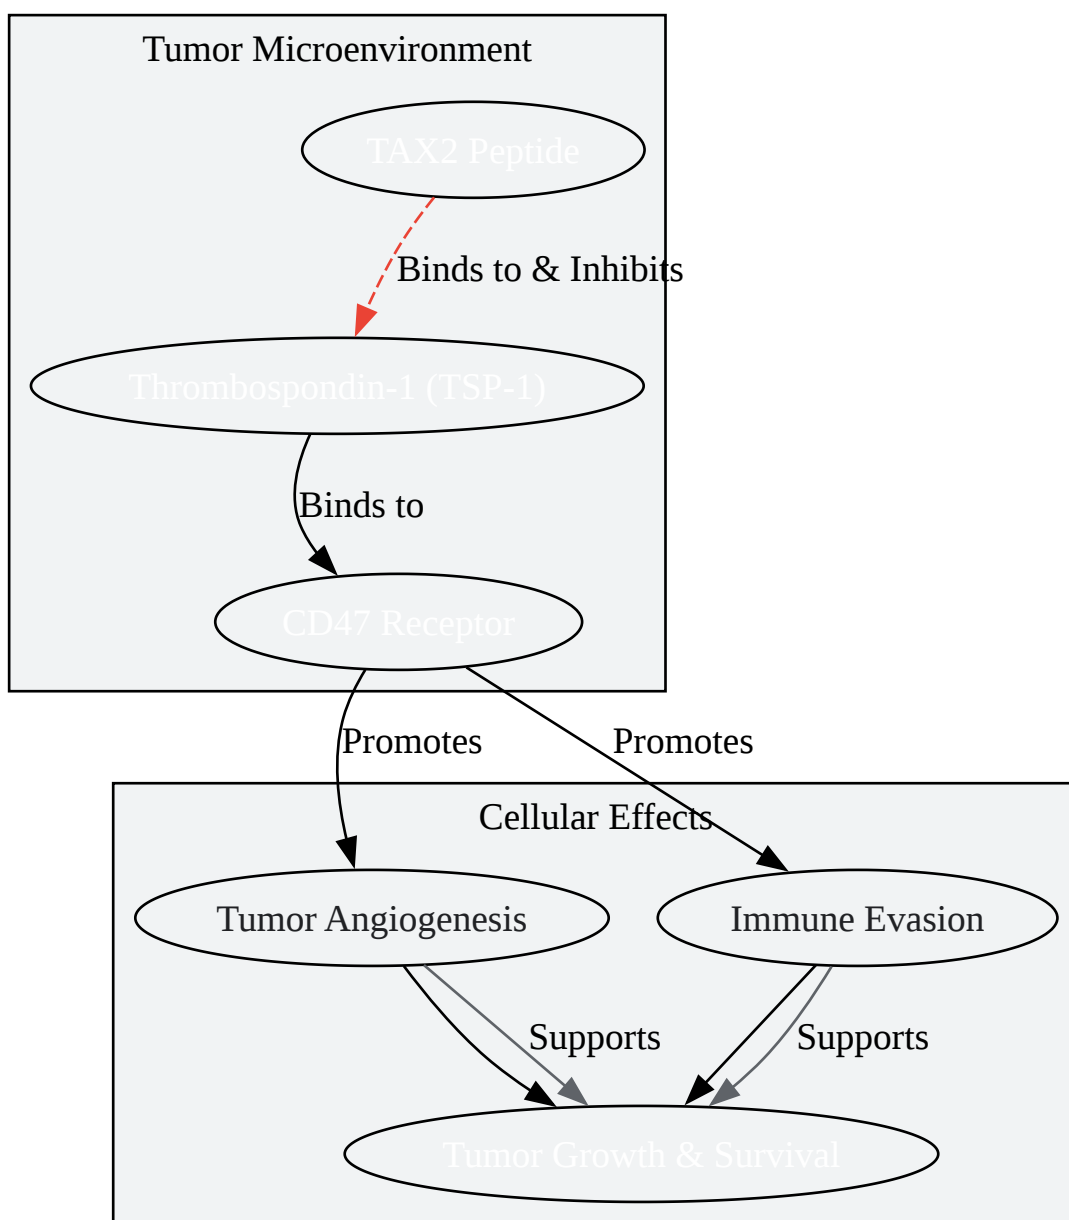 Tumor Microenvironment
TAX2 Peptide
Binds to & Inhibits
Thrombospondin-1 (TSP-1)
Binds to
CD47 Receptor
Promotes
Promotes
Cellular Effects
Tumor Angiogenesis
Immune Evasion
Supports
Supports
Tumor Growth & Survival